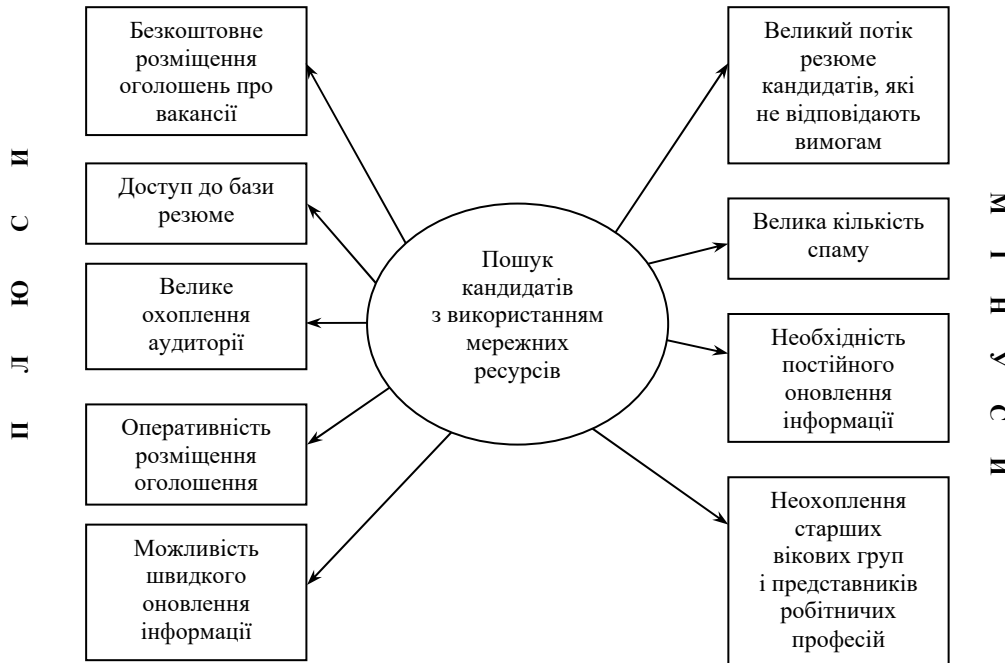 П Л Ю С И
Безкоштовне
розміщення
оголошень про
вакансії
Доступ до бази
резюме
Велике
охоплення
аудиторії
Оперативність
розміщення
оголошення
Можливість
швидкого
оновлення
інформації
Пошук
кандидатів
з використанням
мережних
ресурсів
Великий потік
резюме
кандидатів, які
не відповідають
вимогам
Велика кількість
спаму
Необхідність
постійного
оновлення
інформації
Неохоплення
старших
вікових груп
і представників
робітничих
професій
М І Н У С И